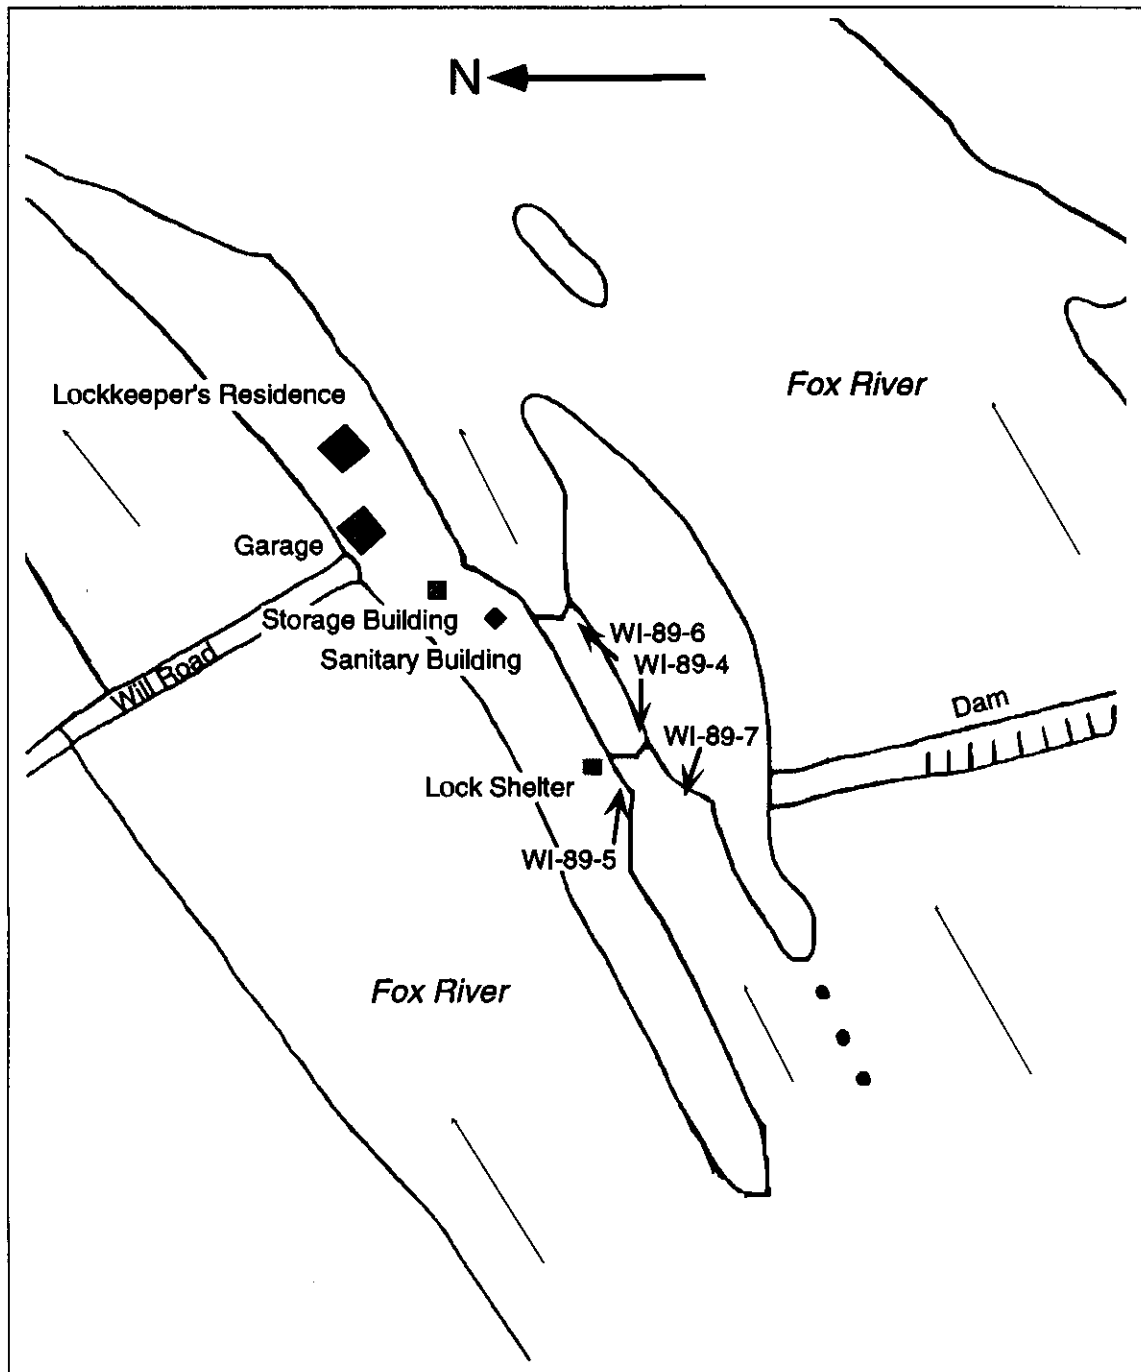 N
Fox River
Lockkeeper's Residence
Garage
Storage Building
Sanitary Building
Will Road
WI-89-6
WI-89-4
WI-89-7
Dam
Lock Shelter
WI-89-5
Fox River